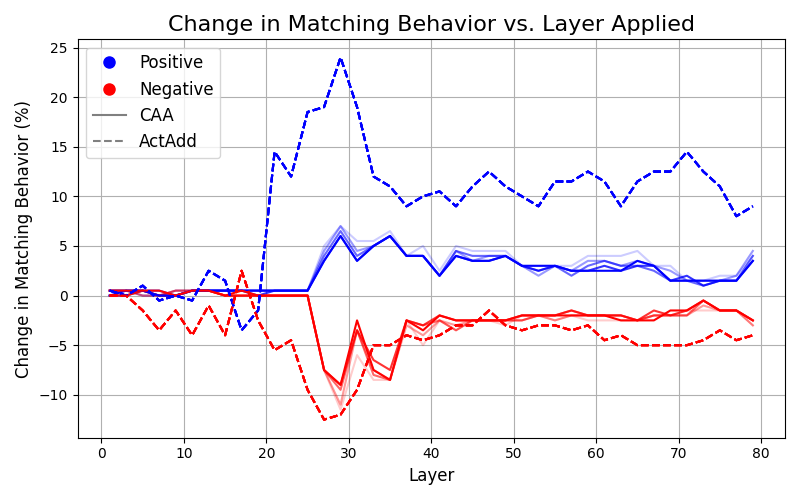 Change in Matching Behavior vs. Layer Applied
Change in Matching Behavior (%)
25
20
15
10
5
0
−5
−10
Positive
Negative
CAA
ActAdd
0 10 20 30 40 50 60 70 80
Layer